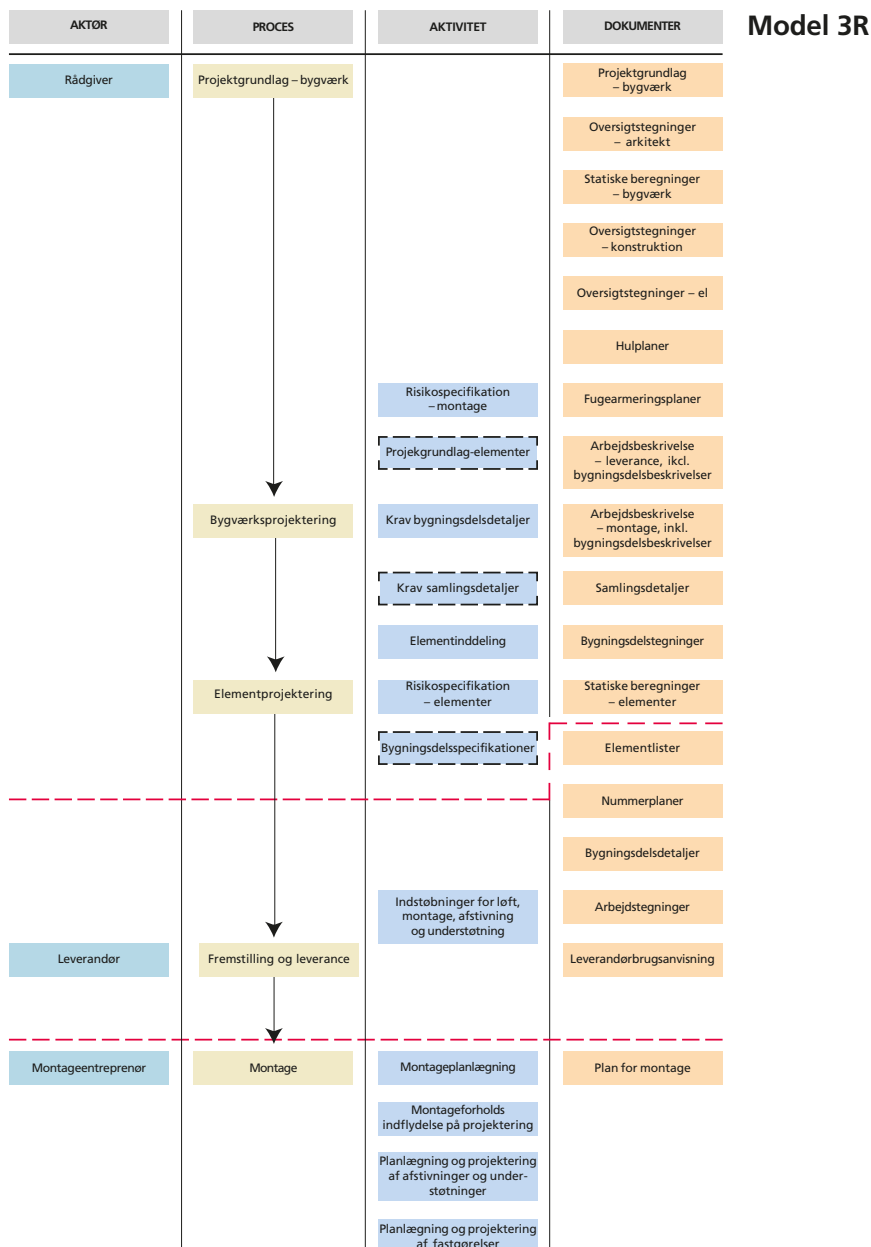 Model 3R
AKTØR
PROCES
AKTIVITET
DOKUMENTER
Rådgiver
Projektgrundlag – bygværk
Projektgrundlag
– bygværk
Oversigtstegninger
– arkitekt
Statiske beregninger
– bygværk
Oversigtstegninger
– konstruktion
Oversigtstegninger – el
Hulplaner
Risikospecifikation
– montage
Fugearmeringsplaner
Projekgrundlag-elementer
Arbejdsbeskrivelse
– leverance, ikcl.
bygningsdelsbeskrivelser
Bygværksprojektering
Krav bygningsdelsdetaljer
Arbejdsbeskrivelse
– montage, inkl.
bygningsdelsbeskrivelser
Krav samlingsdetaljer
Samlingsdetaljer
Elementinddeling
Bygningsdelstegninger
Elementprojektering
Risikospecifikation
– elementer
Statiske beregninger
– elementer
Bygningsdelsspecifikationer
Elementlister
Nummerplaner
Bygningsdelsdetaljer
Indstøbninger for løft,
montage, afstivning
og understøtning
Arbejdstegninger
Leverandør
Fremstilling og leverance
Leverandørbrugsanvisning
Montageentreprenør
Montage
Montageplanlægning
Plan for montage
Montageforholds
indflydelse på projektering
Planlægning og projektering
af afstivninger og under-
støtninger
Planlægning og projektering
af fastgørelser